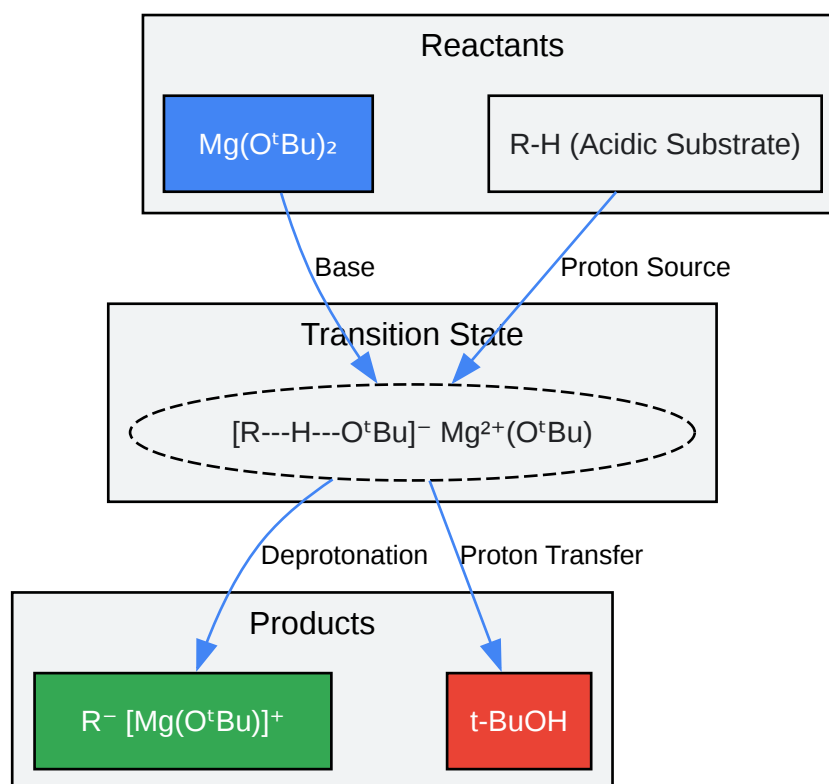 Reactants
Mg(OᵗBu)₂
R-H (Acidic Substrate)
Base
Proton Source
Transition State
[R---H---OᵗBu]⁻ Mg²⁺(OᵗBu)
Deprotonation
Proton Transfer
Products
R⁻ [Mg(OᵗBu)]⁺
t-BuOH